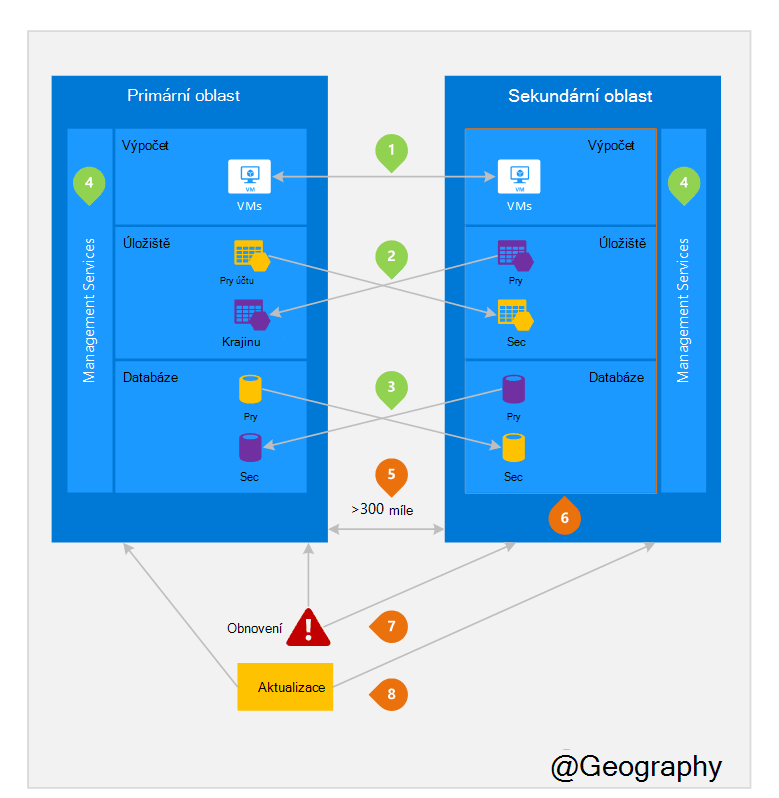 Primární oblast
Management Services
4
Výpočet
VM
VMs
Úložiště
Pry účtu
Krajinu
Databáze
Pry
Sec
1
2
3
5
>300 míle
Sekundární oblast
Výpočet
VM
VMs
Úložiště
Pry
Sec
Databáze
Pry
Sec
4
Management Services
6
Obnovení
!
7
Aktualizace
8
@Geography